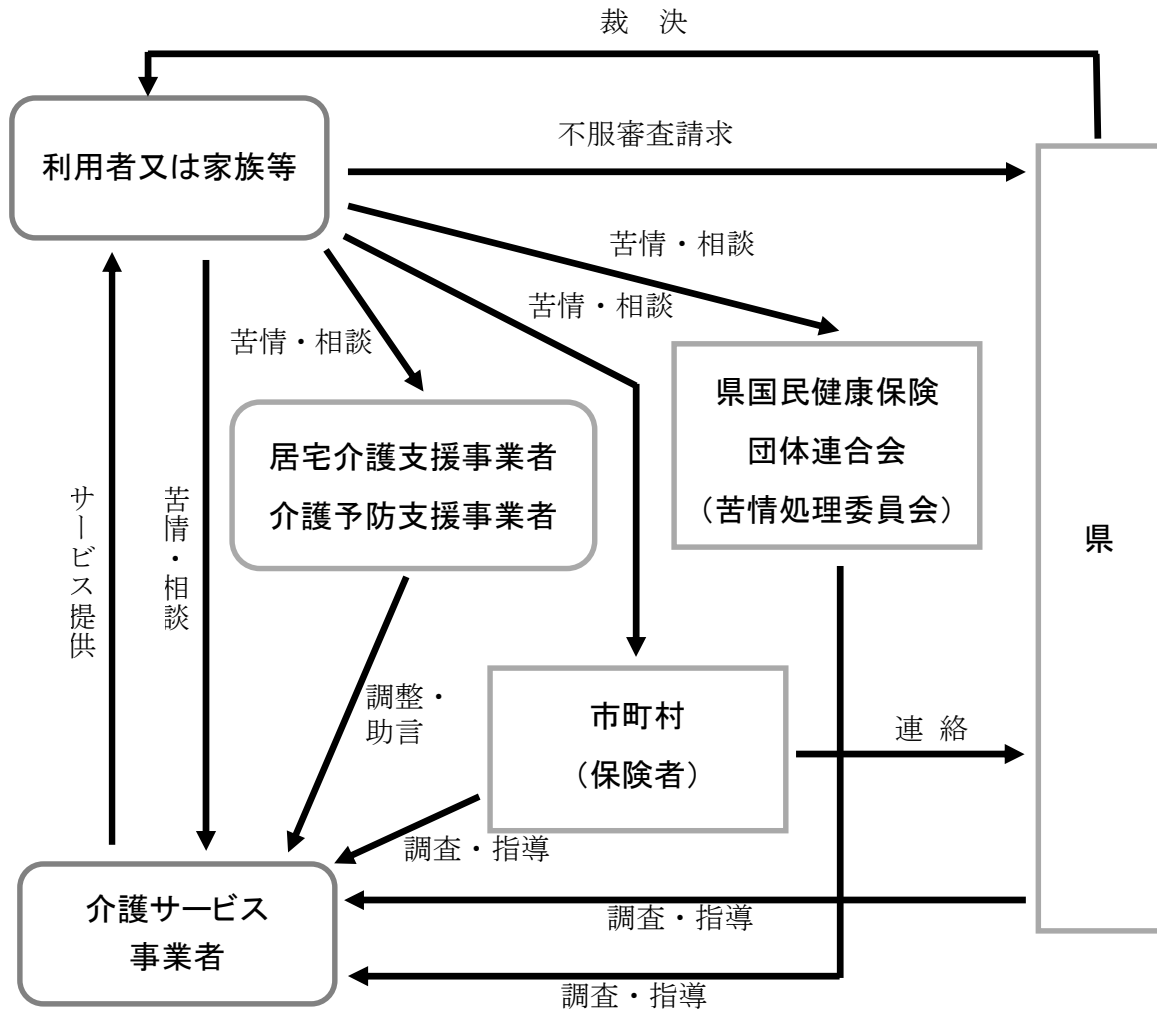 裁　決
不服審査請求
利用者又は家族等
苦情・相談
苦情・相談
苦情・相談
県国民健康保険
団体連合会
（苦情処理委員会）
居宅介護支援事業者
介護予防支援事業者
県
サービス提供
苦情・相談
調整・
助言
市町村
（保険者）
連 絡
調査・指導
介護サービス
事業者
調査・指導
調査・指導